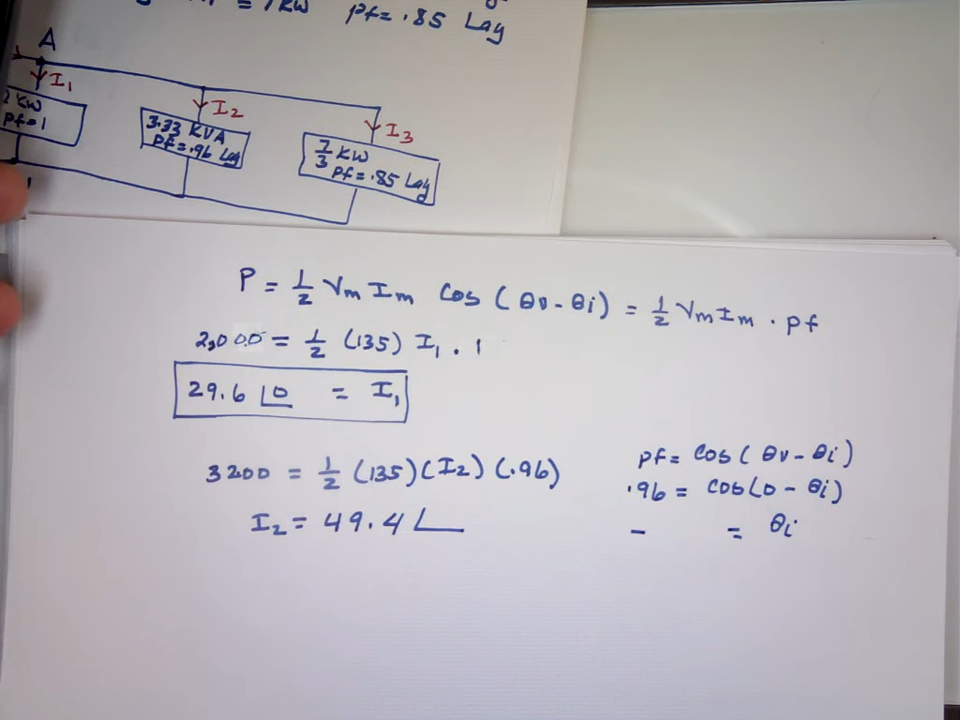 = 7 KW pf = .85 Lag
A
I1
I2
I3
2 KW
pf=1
3.33 KVA
pf=.96 Lag
7/3 KW
pf=.85 Lag
P = 1/2 Vm Im cos (θv - θi) = 1/2 Vm Im . pf
2,000 = 1/2 (135) I1 . 1
29.6 ∠0 = I1
3200 = 1/2 (135)(I2)(.96)
I2 = 49.4 ∠
pf = cos (θv - θi)
.96 = cos (0 - θi)
- = θi